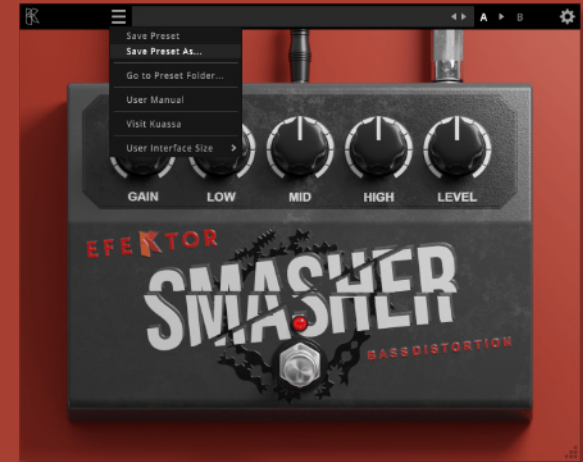 A B
Save Preset
Save Preset As...
Go to Preset Folder...
User Manual
Visit Kuassa
User Interface Size
GAIN LOW MID HIGH LEVEL
EFEKTOR
SMASHER
BASSDISTORTION